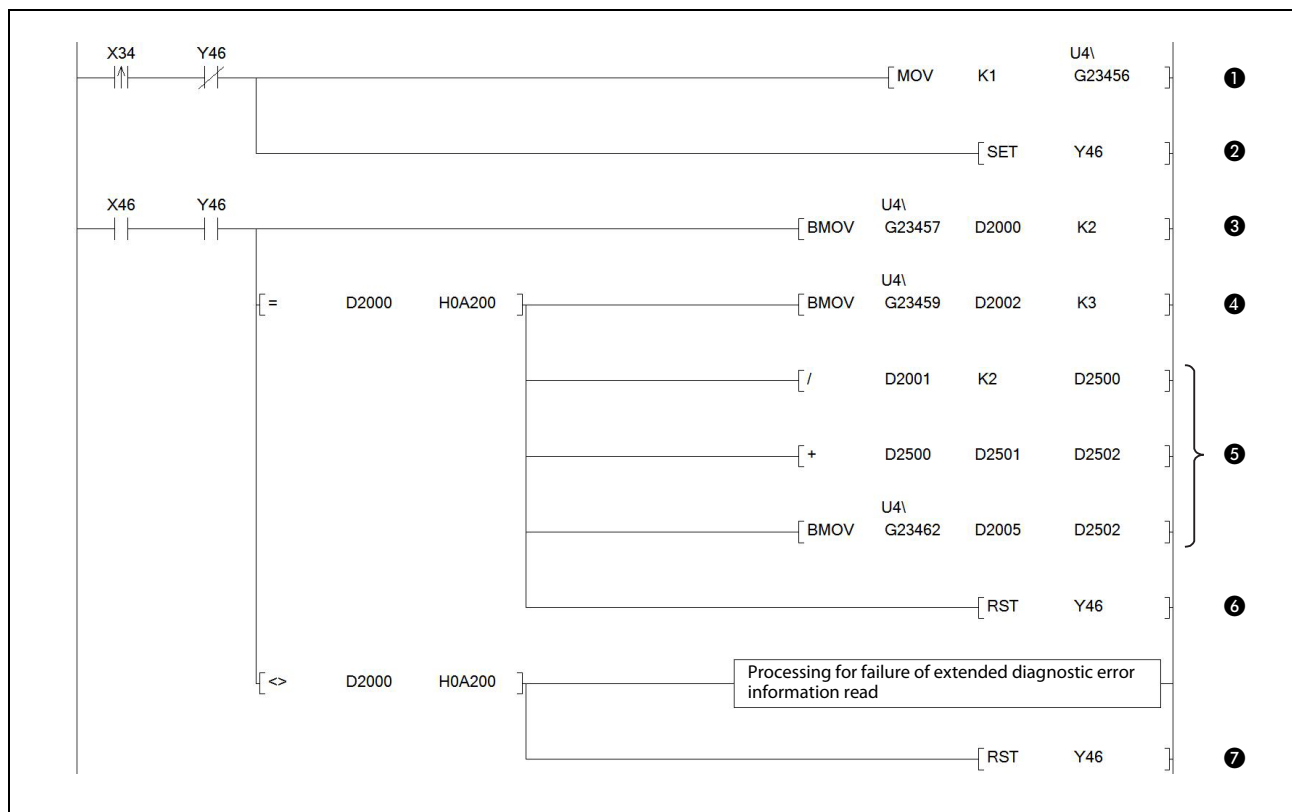 X34 Y46 U4\
[ MOV K1 G23456 ] ❶
[ SET Y46 ] ❷
X46 Y46 U4\
[ BMOV G23457 D2000 K2 ] ❸
U4\
[ = D2000 H0A200 ] [ BMOV G23459 D2002 K3 ] ❹
[ / D2001 K2 D2500 ]
[ + D2500 D2501 D2502 ] ❺
U4\
[ BMOV G23462 D2005 D2502 ]
[ RST Y46 ] ❻
[ <> D2000 H0A200 ] Processing for failure of extended diagnostic error
information read
[ RST Y46 ] ❼